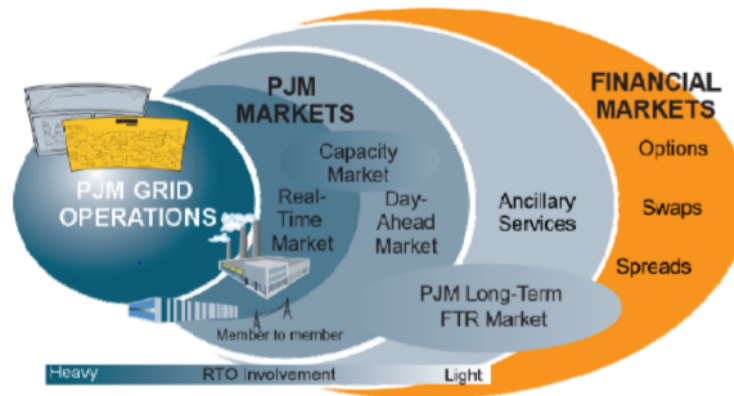 PJM GRID
OPERATIONS
PJM
MARKETS
Capacity
Market
Real-
Time
Market
Day-
Ahead
Market
Member to member
Ancillary
Services
PJM Long-Term
FTR Market
FINANCIAL
MARKETS
Options
Swaps
Spreads
Heavy RTO Involvement Light